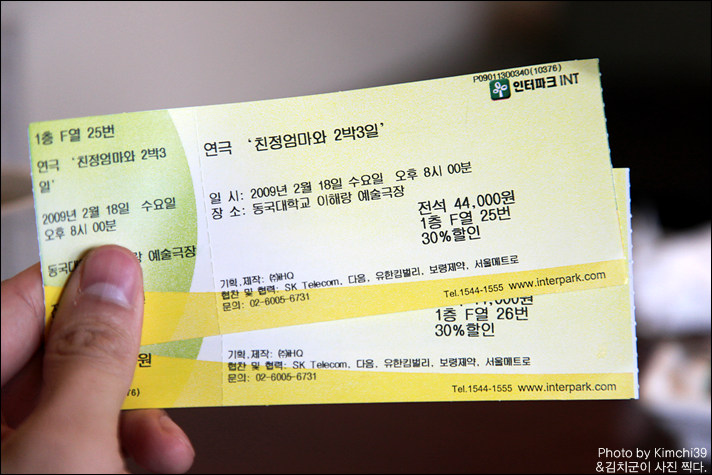 P09011300340(10376)
인터파크 INT
1층 F열 25번
연극 '친정엄마와 2박3
일'
2009년 2월 18일 수요일
오후 8시 00분
동국대 랑 예술극장
연극 '친정엄마와 2박3일'
일 시: 2009년 2월 18일 수요일 오후 8시 00분
장 소: 동국대학교 이해랑 예술극장
전석 44,000원
1층 F열 25번
30%할인
기획,제작: ㈜HQ
협찬 및 협력: SK Telecom, 다음, 유한킴벌리, 보령제약, 서울메트로
문의: 02-6005-6731
Tel.1544-1555 www.interpark.com
1층 F열 26번
30%할인
원
기획,제작: ㈜HQ
협찬 및 협력: SK Telecom, 다음, 유한킴벌리, 보령제약, 서울메트로
문의: 02-6005-6731
Tel.1544-1555 www.interpark.com
Photo by Kimchi39
&김치군이 사진 찍다.